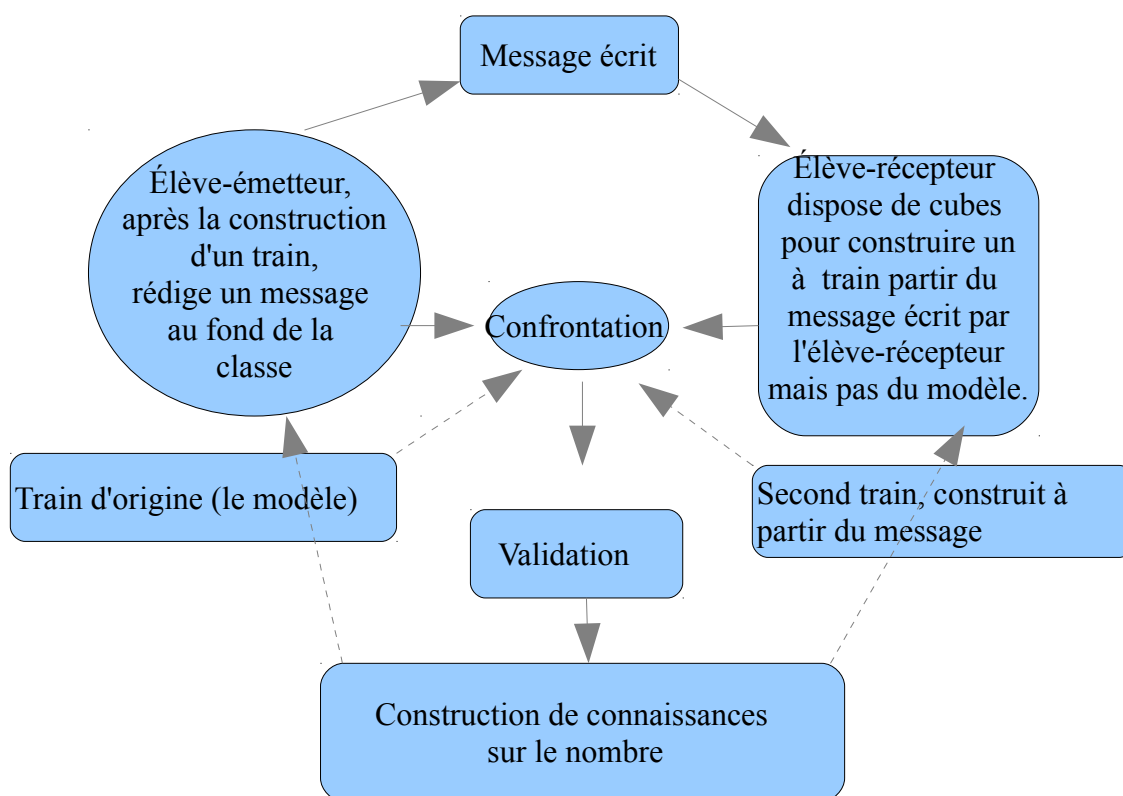 Message écrit
Élève-émetteur,
après la construction
d'un train,
rédige un message
au fond de la
classe
Élève-récepteur
dispose de cubes
pour construire un
à train partir du
message écrit par
l'élève-récepteur
mais pas du modèle.
Confrontation
Train d'origine (le modèle)
Second train, construit à
partir du message
Validation
Construction de connaissances
sur le nombre